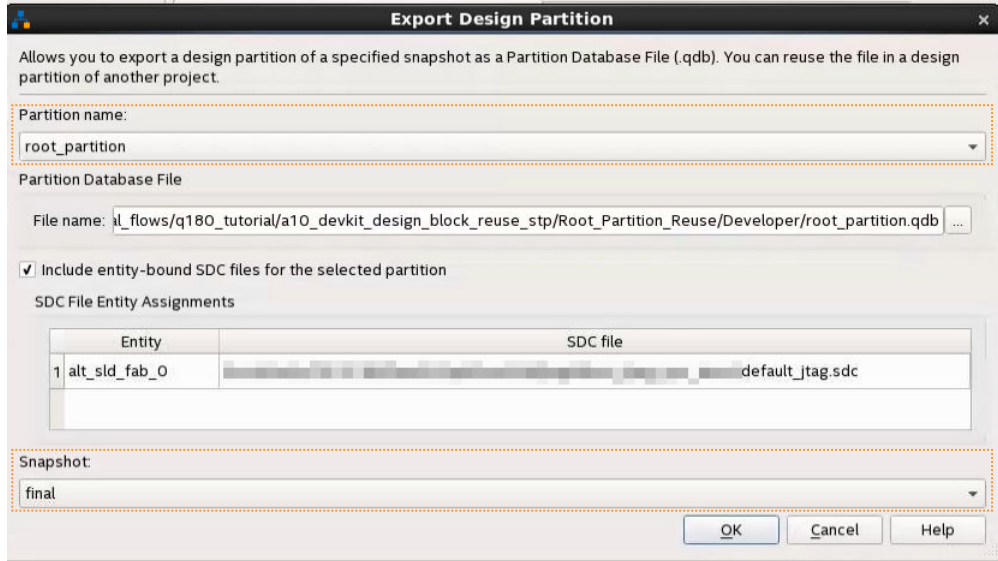 Export Design Partition
Allows you to export a design partition of a specified snapshot as a Partition Database File (.qdb). You can reuse the file in a design
partition of another project.
Partition name:
root_partition
Partition Database File
File name: al_flows/q180_tutorial/a10_devkit_design_block_reuse_stp/Root_Partition_Reuse/Developer/root_partition.qdb ...
Include entity-bound SDC files for the selected partition
SDC File Entity Assignments
Entity SDC file
1 alt_sld_fab_0 default_jtag.sdc
Snapshot:
final
OK Cancel Help